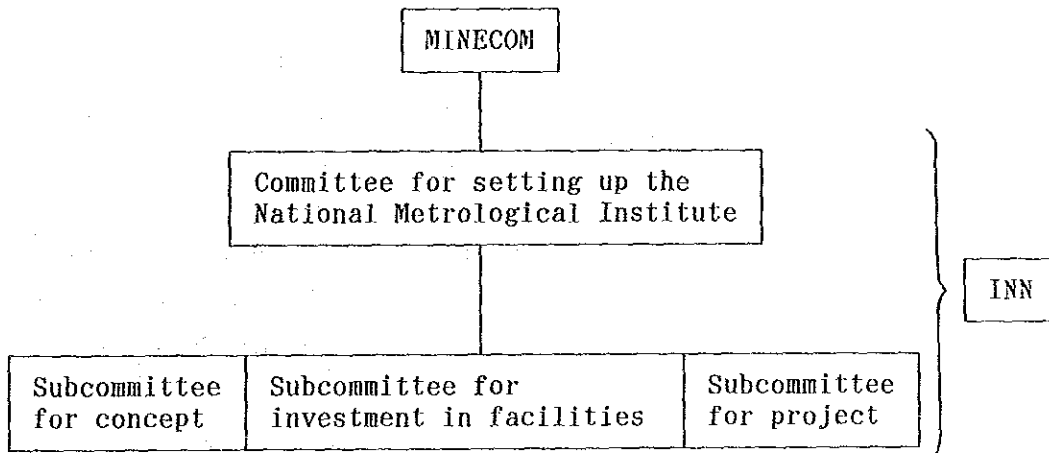 MINECOM
Committee for setting up the
National Metrological Institute
INN
Subcommittee
for concept
Subcommittee for
investment in facilities
Subcommittee
for project